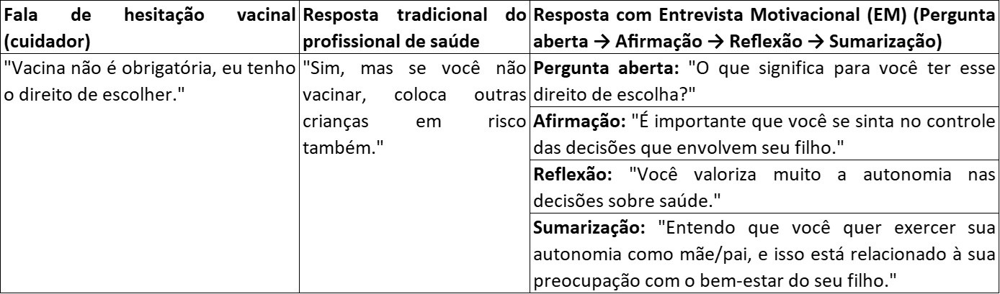 Fala de hesitação vacinal
(cuidador)
Resposta tradicional do
profissional de saúde
Resposta com Entrevista Motivacional (EM) (Pergunta
aberta → Afirmação → Reflexão → Sumarização)
"Vacina não é obrigatória, eu tenho
o direito de escolher."
"Sim, mas se você não
vacinar, coloca outras
crianças em risco
também."
Pergunta aberta: "O que significa para você ter esse
direito de escolha?"
Afirmação: "É importante que você se sinta no controle
das decisões que envolvem seu filho."
Reflexão: "Você valoriza muito a autonomia nas
decisões sobre saúde."
Sumarização: "Entendo que você quer exercer sua
autonomia como mãe/pai, e isso está relacionado à sua
preocupação com o bem-estar do seu filho."